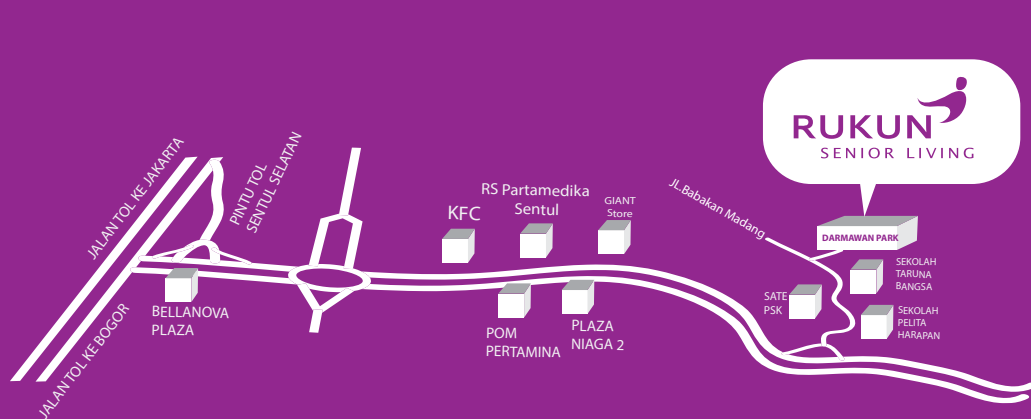 RUKUN
SENIOR LIVING
JALAN TOL KE JAKARTA
PINTU TOL
SENTUL SELATAN
KFC
RS Partamedika
Sentul
GIANT
Store
JL.Babakan Madang
DARMAWAN PARK
SEKOLAH
TARUNA
BANGSA
SATE
PSK
SEKOLAH
PELITA
HARAPAN
BELLANOVA
PLAZA
POM
PERTAMINA
PLAZA
NIAGA 2
JALAN TOL KE BOGOR